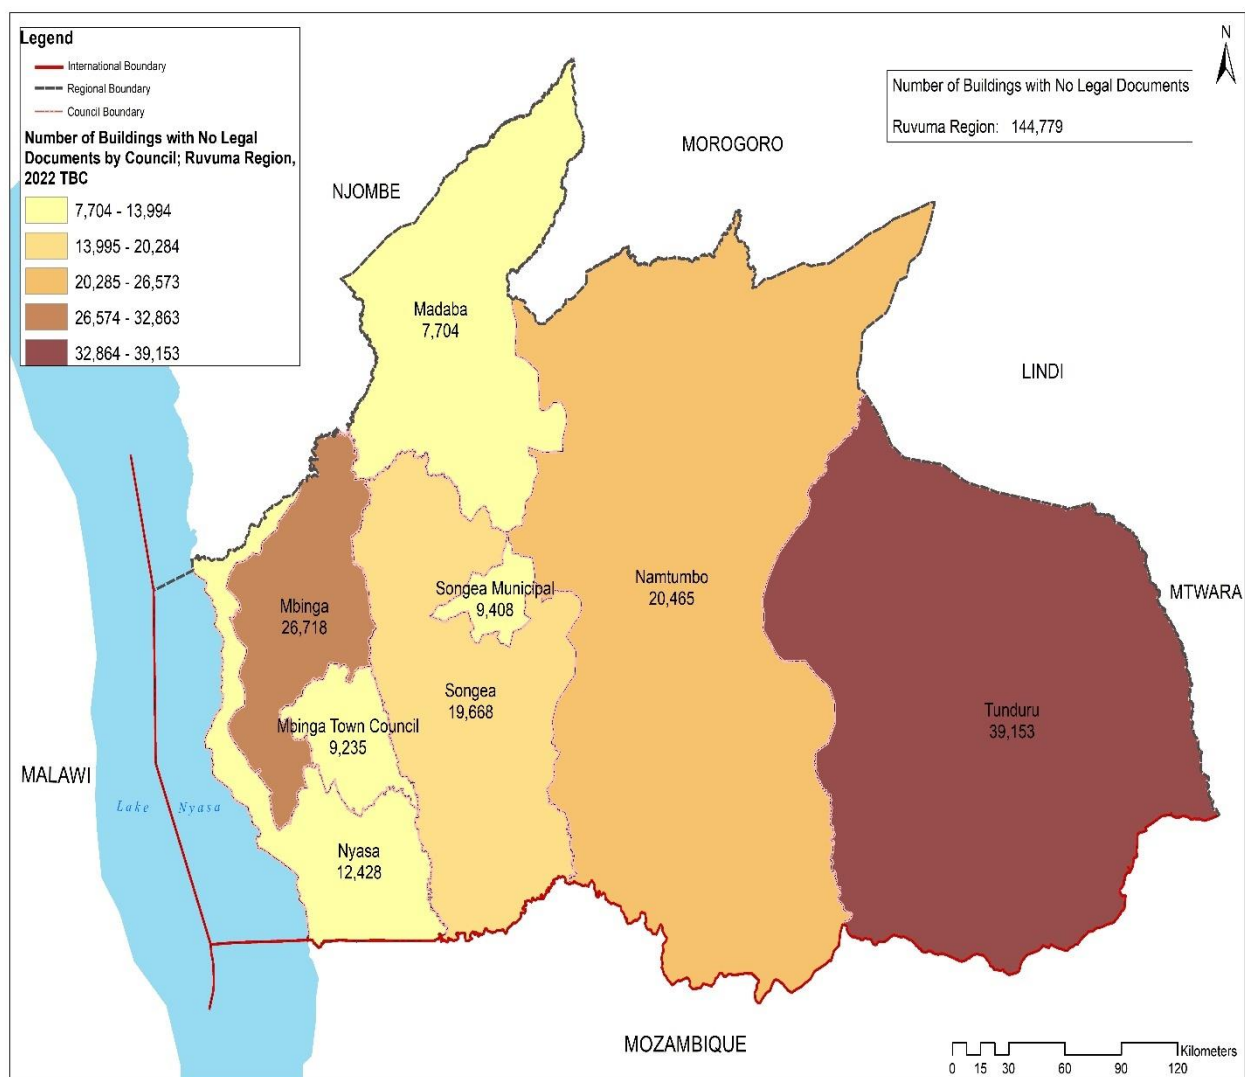 Legend
International Boundary
Regional Boundary
Council Boundary
Number of Buildings with No Legal
Documents by Council; Ruvuma Region,
2022 TBC
7,704 - 13,994
13,995 - 20,284
20,285 - 26,573
26,574 - 32,863
32,864 - 39,153
N
Number of Buildings with No Legal Documents
Ruvuma Region: 144,779
MOROGORO
NJOMBE
Madaba
7,704
LINDI
Songea Municipal
9,408
Namtumbo
20,465
MTWARA
Mbinga
26,718
Songea
19,668
Tunduru
39,153
Mbinga Town Council
9,235
MALAWI
Lake Nyasa
Nyasa
12,428
MOZAMBIQUE
Kilometers
0 15 30 60 90 120